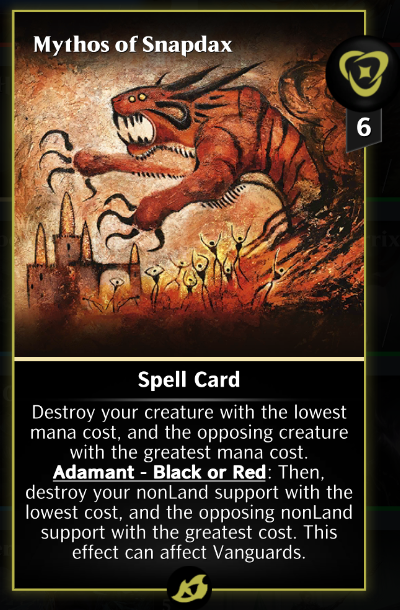 Mythos of Snapdax
6
Spell Card
Destroy your creature with the lowest
mana cost, and the opposing creature
with the greatest mana cost.
Adamant - Black or Red: Then,
destroy your nonLand support with the
lowest cost, and the opposing nonLand
support with the greatest cost. This
effect can affect Vanguards.